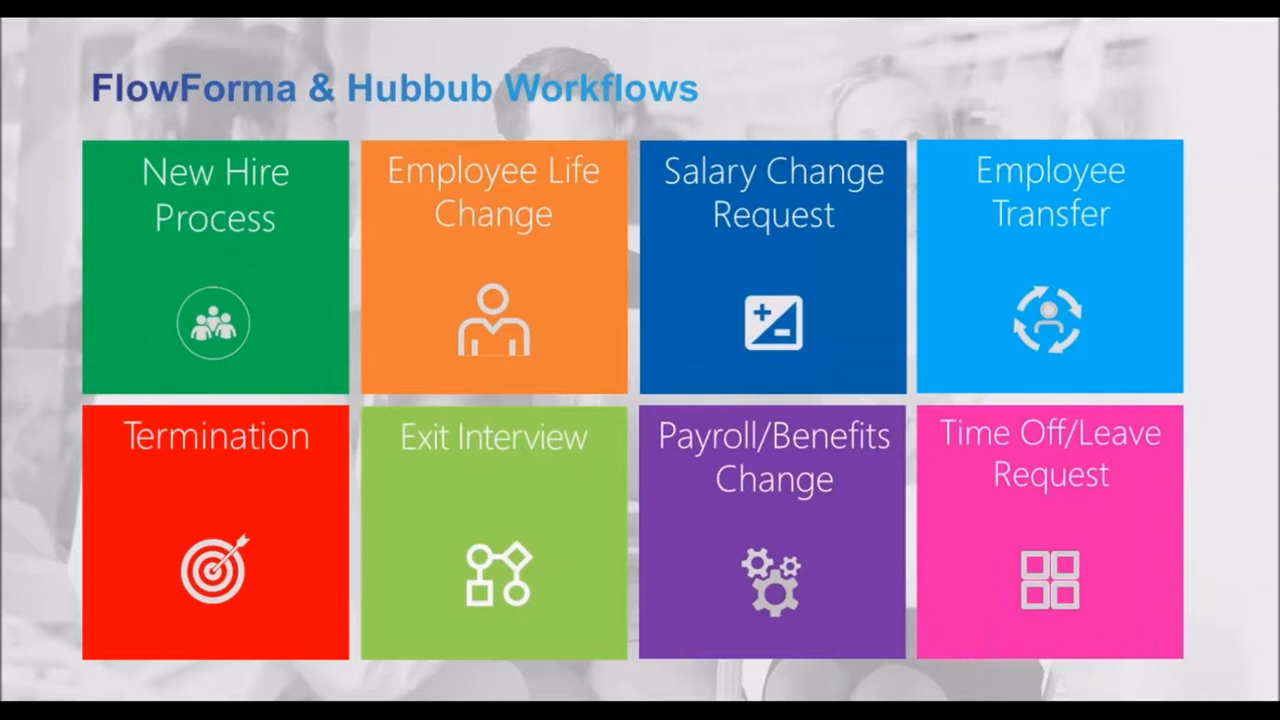 FlowForma & Hubbub Workflows
New Hire
Process
Employee Life
Change
Salary Change
Request
Employee
Transfer
Termination
Exit Interview
Payroll/Benefits
Change
Time Off/Leave
Request